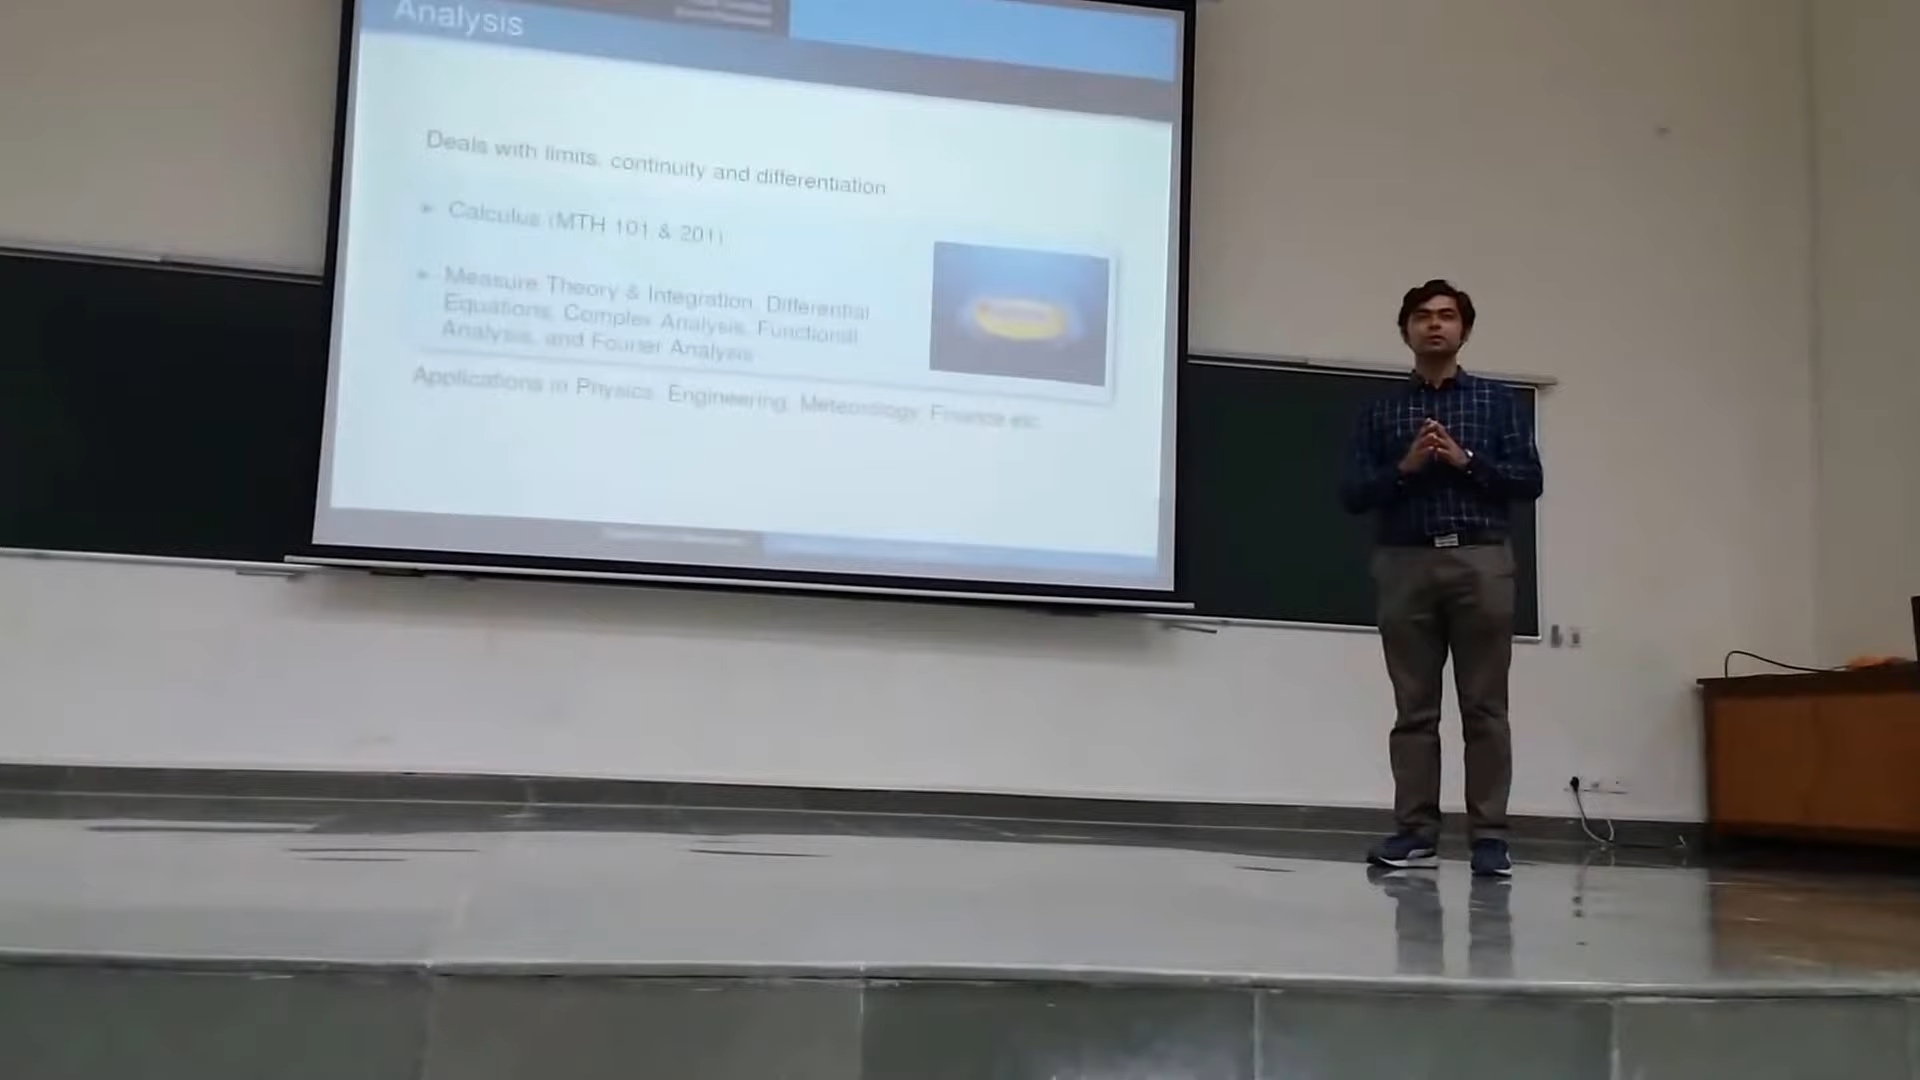 Analysis
Deals with limits, continuity and differentiation
Calculus (MTH 101 & 201)
Measure Theory & Integration, Differential
Equations, Complex Analysis, Functional
Analysis, and Fourier Analysis
Applications in Physics, Engineering, Meteorology, Finance etc.